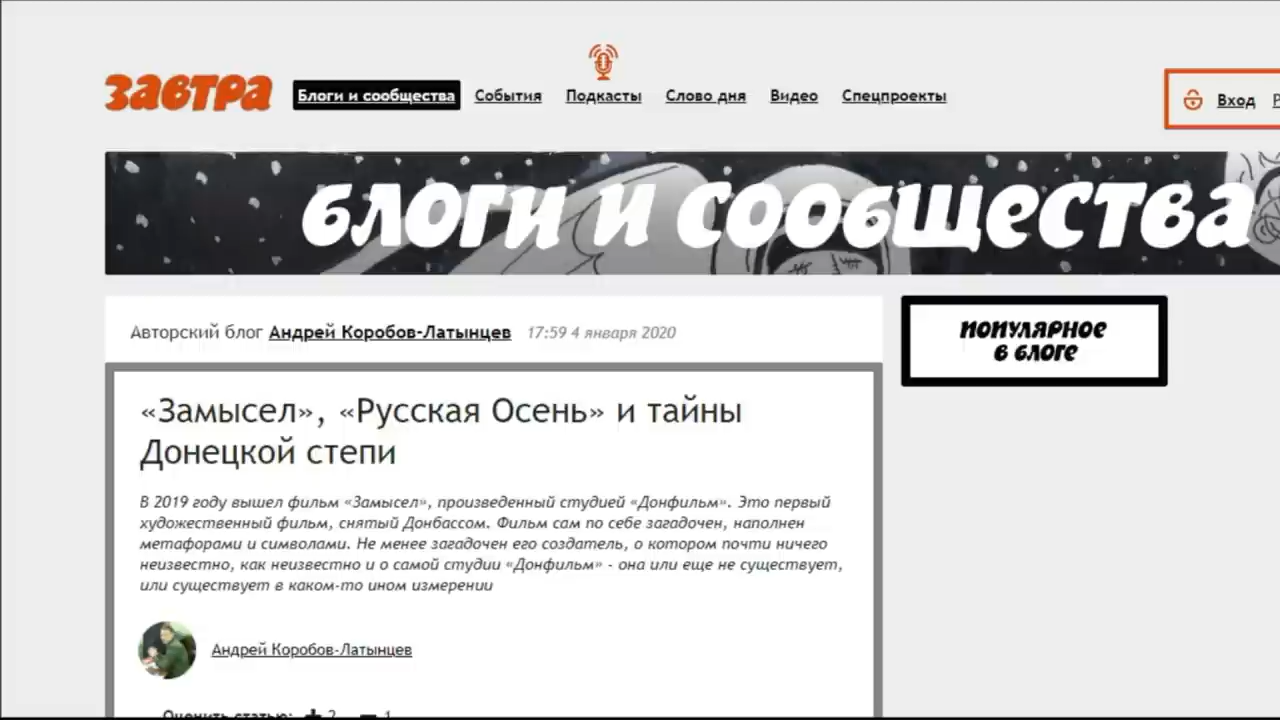 завтра
Блоги и сообщества События Подкасты Слово дня Видео Спецпроекты
Вход
блоги и сообщества
Авторский блог Андрей Коробов-Латынцев 17:59 4 января 2020
популярное
в блоге
«Замысел», «Русская Осень» и тайны
Донецкой степи
В 2019 году вышел фильм «Замысел», произведенный студией «Донфильм». Это первый
художественный фильм, снятый Донбассом. Фильм сам по себе загадочен, наполнен
метафорами и символами. Не менее загадочен его создатель, о котором почти ничего
неизвестно, как неизвестно и о самой студии «Донфильм» - она или еще не существует,
или существует в каком-то ином измерении
Андрей Коробов-Латынцев
Оценить статью: + 2 – 1